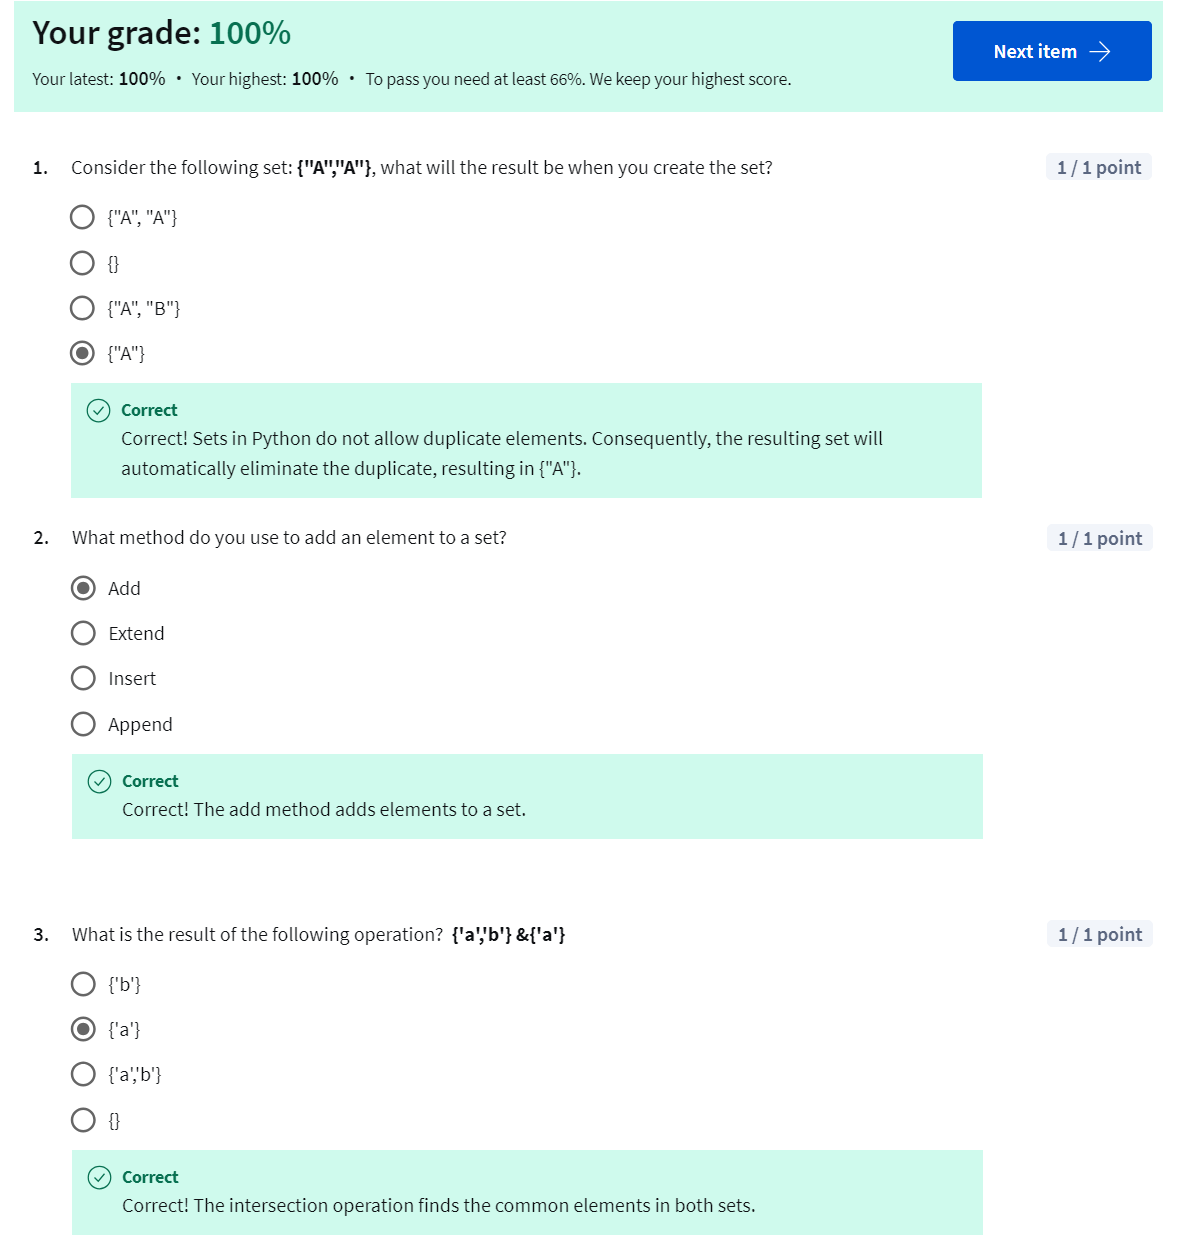 Your grade: 100%
Next item →
Your latest: 100% • Your highest: 100% • To pass you need at least 66%. We keep your highest score.
1. Consider the following set: {"A","A"}, what will the result be when you create the set?
1 / 1 point
{"A", "A"}
{}
{"A", "B"}
{"A"}
Correct
Correct! Sets in Python do not allow duplicate elements. Consequently, the resulting set will
automatically eliminate the duplicate, resulting in {"A"}.
2. What method do you use to add an element to a set?
1 / 1 point
Add
Extend
Insert
Append
Correct
Correct! The add method adds elements to a set.
3. What is the result of the following operation? {'a','b'} &{'a'}
1 / 1 point
{'b'}
{'a'}
{'a','b'}
{}
Correct
Correct! The intersection operation finds the common elements in both sets.